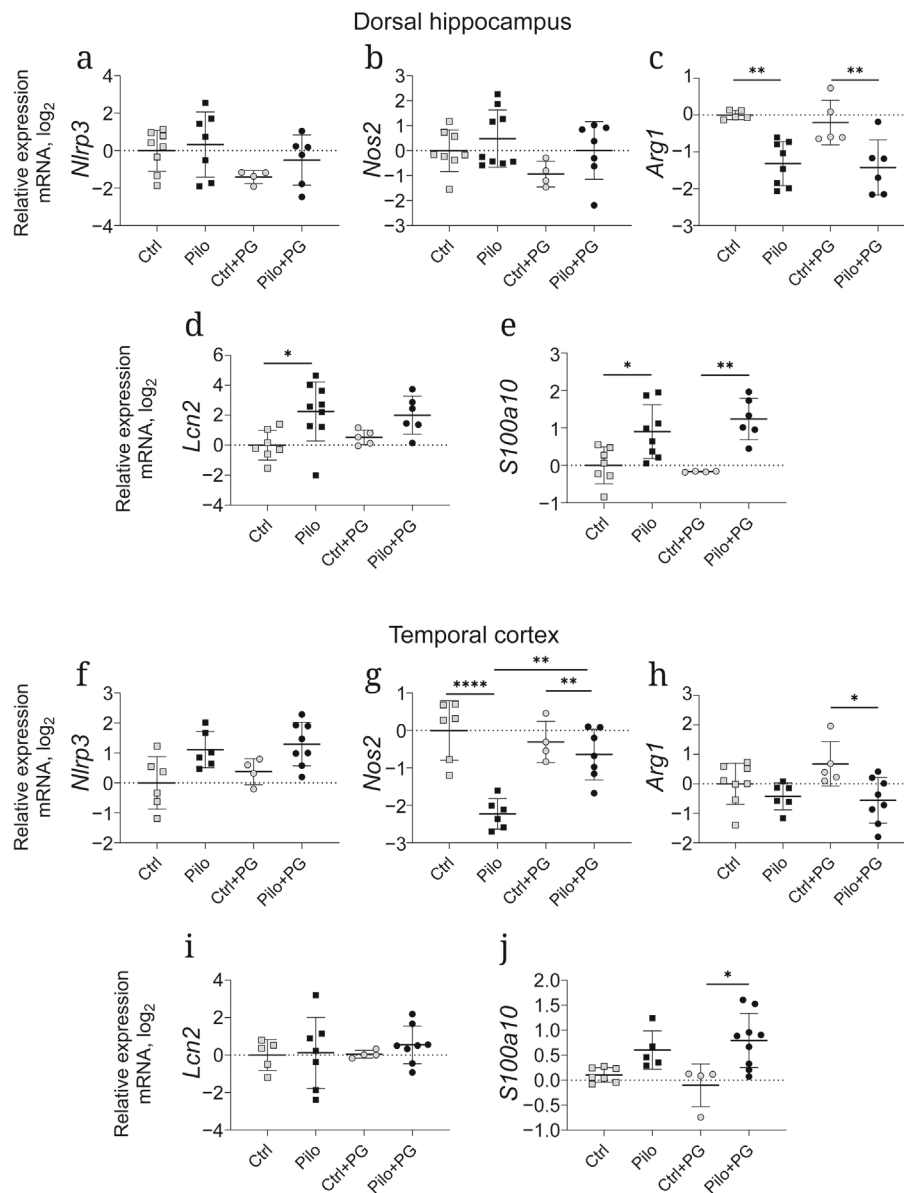 Dorsal hippocampus
a
b
c
Relative expression
mRNA, log2
Nlrp3
4
2
0
−2
−4
Ctrl
Pilo
Ctrl+PG
Pilo+PG
Nos2
3
2
1
0
−1
−2
−3
Ctrl
Pilo
Ctrl+PG
Pilo+PG
Arg1
** **
1
0
−1
−2
−3
Ctrl
Pilo
Ctrl+PG
Pilo+PG
d
e
Relative expression
mRNA, log2
Lcn2
*
6
4
2
0
−2
−4
Ctrl
Pilo
Ctrl+PG
Pilo+PG
S100a10
* **
3
2
1
0
−1
Ctrl
Pilo
Ctrl+PG
Pilo+PG
Temporal cortex
f
g
h
Relative expression
mRNA, log2
Nlrp3
3
2
1
0
−1
−2
Ctrl
Pilo
Ctrl+PG
Pilo+PG
Nos2
**
**** **
1
0
−1
−2
−3
Ctrl
Pilo
Ctrl+PG
Pilo+PG
Arg1
*
3
2
1
0
−1
−2
Ctrl
Pilo
Ctrl+PG
Pilo+PG
i
j
Relative expression
mRNA, log2
Lcn2
4
2
0
−2
−4
Ctrl
Pilo
Ctrl+PG
Pilo+PG
S100a10
*
2.0
1.5
1.0
0.5
0.0
−0.5
−1.0
Ctrl
Pilo
Ctrl+PG
Pilo+PG